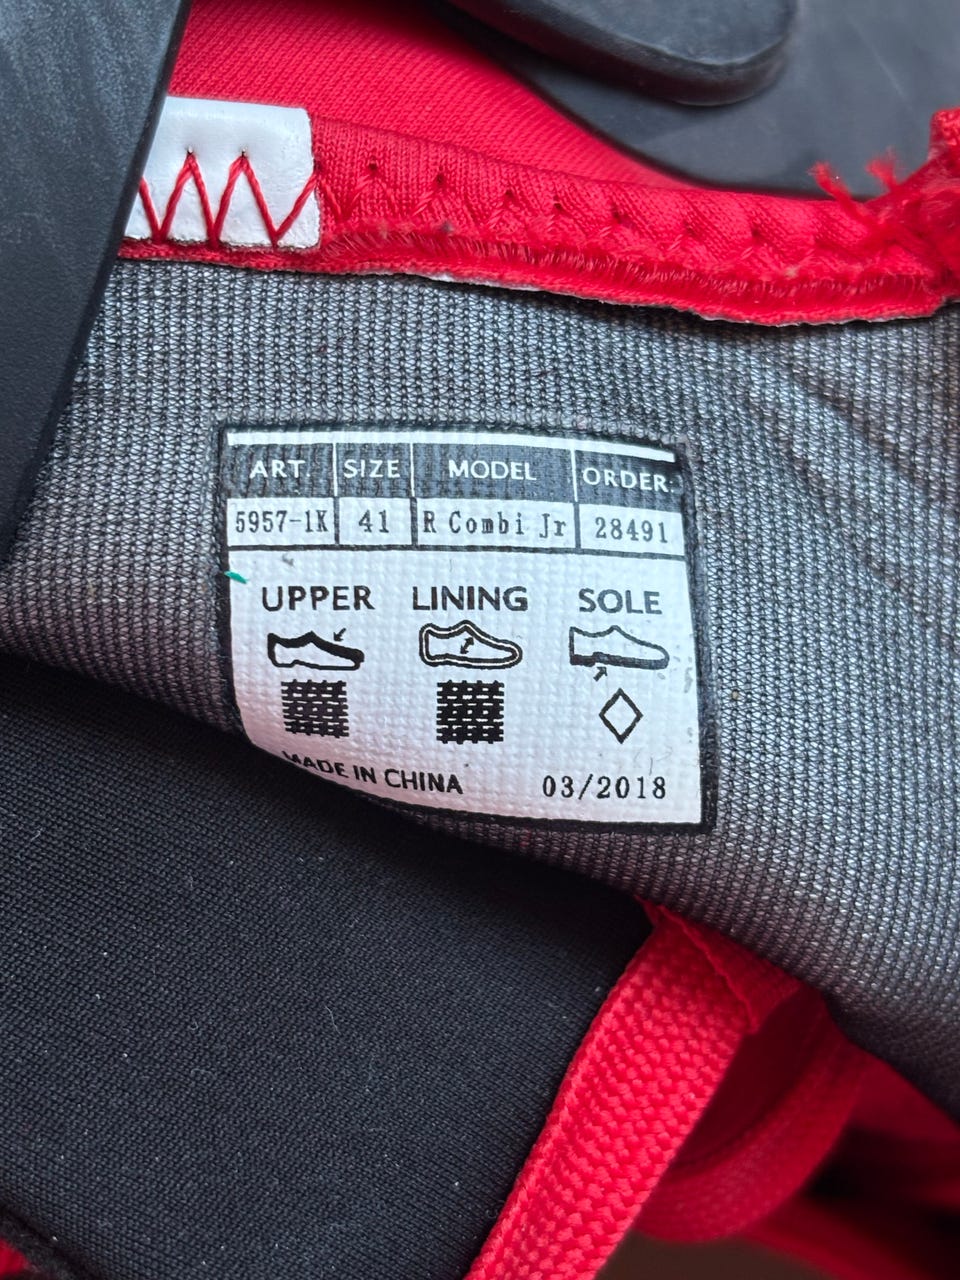 ART. SIZE MODEL ORDER.
5957-1K 41 R Combi Jr 28491
UPPER LINING SOLE
MADE IN CHINA 03/2018